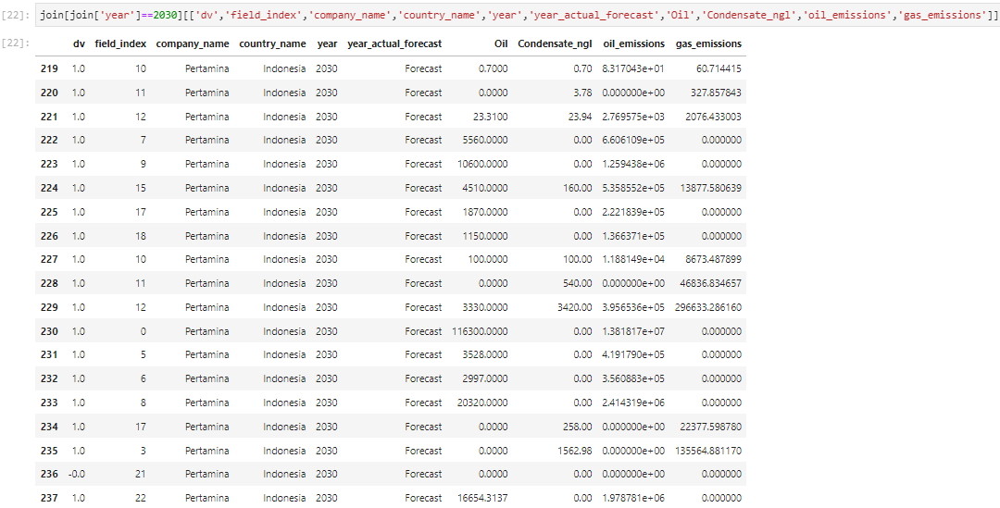 [22]: join[join['year']==2030][['dv','field_index','company_name','country_name','year','year_actual_forecast','Oil','Condensate_ngl','oil_emissions','gas_emissions']]
[22]: dv field_index company_name country_name year year_actual_forecast Oil Condensate_ngl oil_emissions gas_emissions
219 1.0 10 Pertamina Indonesia 2030 Forecast 0.7000 0.70 8.317043e+01 60.714415
220 1.0 11 Pertamina Indonesia 2030 Forecast 0.0000 3.78 0.000000e+00 327.857843
221 1.0 12 Pertamina Indonesia 2030 Forecast 23.3100 23.94 2.769575e+03 2076.433003
222 1.0 7 Pertamina Indonesia 2030 Forecast 5560.0000 0.00 6.606109e+05 0.000000
223 1.0 9 Pertamina Indonesia 2030 Forecast 10600.0000 0.00 1.259438e+06 0.000000
224 1.0 15 Pertamina Indonesia 2030 Forecast 4510.0000 160.00 5.358552e+05 13877.580639
225 1.0 17 Pertamina Indonesia 2030 Forecast 1870.0000 0.00 2.221839e+05 0.000000
226 1.0 18 Pertamina Indonesia 2030 Forecast 1150.0000 0.00 1.366371e+05 0.000000
227 1.0 10 Pertamina Indonesia 2030 Forecast 100.0000 100.00 1.188149e+04 8673.487899
228 1.0 11 Pertamina Indonesia 2030 Forecast 0.0000 540.00 0.000000e+00 46836.834657
229 1.0 12 Pertamina Indonesia 2030 Forecast 3330.0000 3420.00 3.956536e+05 296633.286160
230 1.0 0 Pertamina Indonesia 2030 Forecast 116300.0000 0.00 1.381817e+07 0.000000
231 1.0 5 Pertamina Indonesia 2030 Forecast 3528.0000 0.00 4.191790e+05 0.000000
232 1.0 6 Pertamina Indonesia 2030 Forecast 2997.0000 0.00 3.560883e+05 0.000000
233 1.0 8 Pertamina Indonesia 2030 Forecast 20320.0000 0.00 2.414319e+06 0.000000
234 1.0 17 Pertamina Indonesia 2030 Forecast 0.0000 258.00 0.000000e+00 22377.598780
235 1.0 3 Pertamina Indonesia 2030 Forecast 0.0000 1562.98 0.000000e+00 135564.881170
236 -0.0 21 Pertamina Indonesia 2030 Forecast 0.0000 0.00 0.000000e+00 0.000000
237 1.0 22 Pertamina Indonesia 2030 Forecast 16654.3137 0.00 1.978781e+06 0.000000